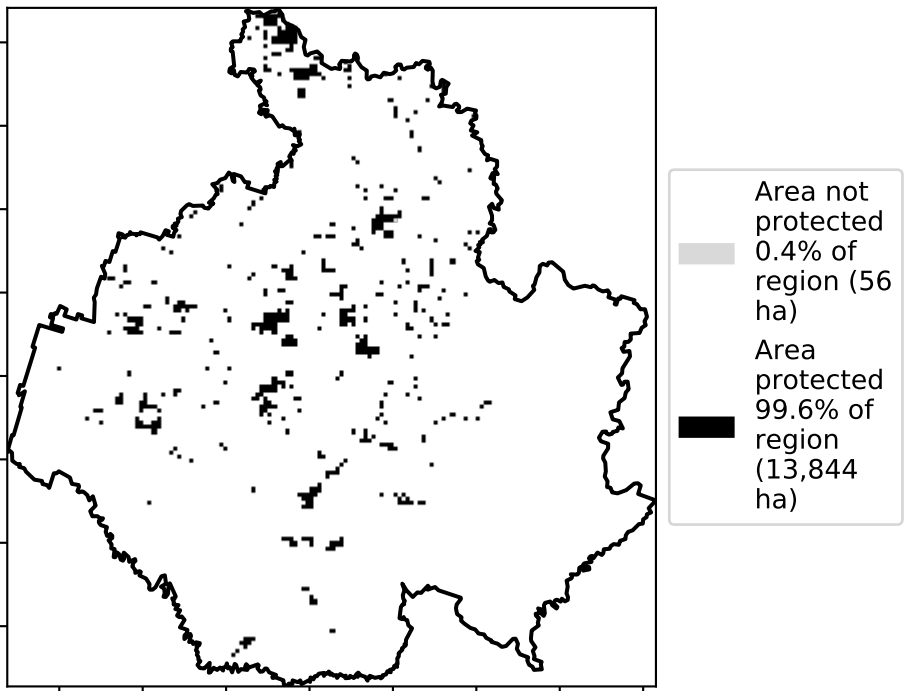 Area not
protected
0.4% of
region (56
ha)
Area
protected
99.6% of
region
(13,844
ha)